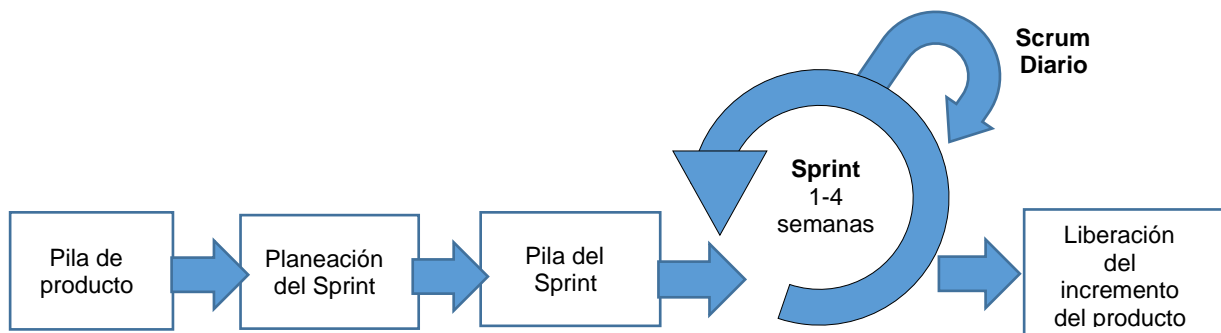 Scrum
Diario
Sprint
1-4
semanas
Pila de
producto
Planeación
del Sprint
Pila del
Sprint
Liberación
del
incremento
del producto